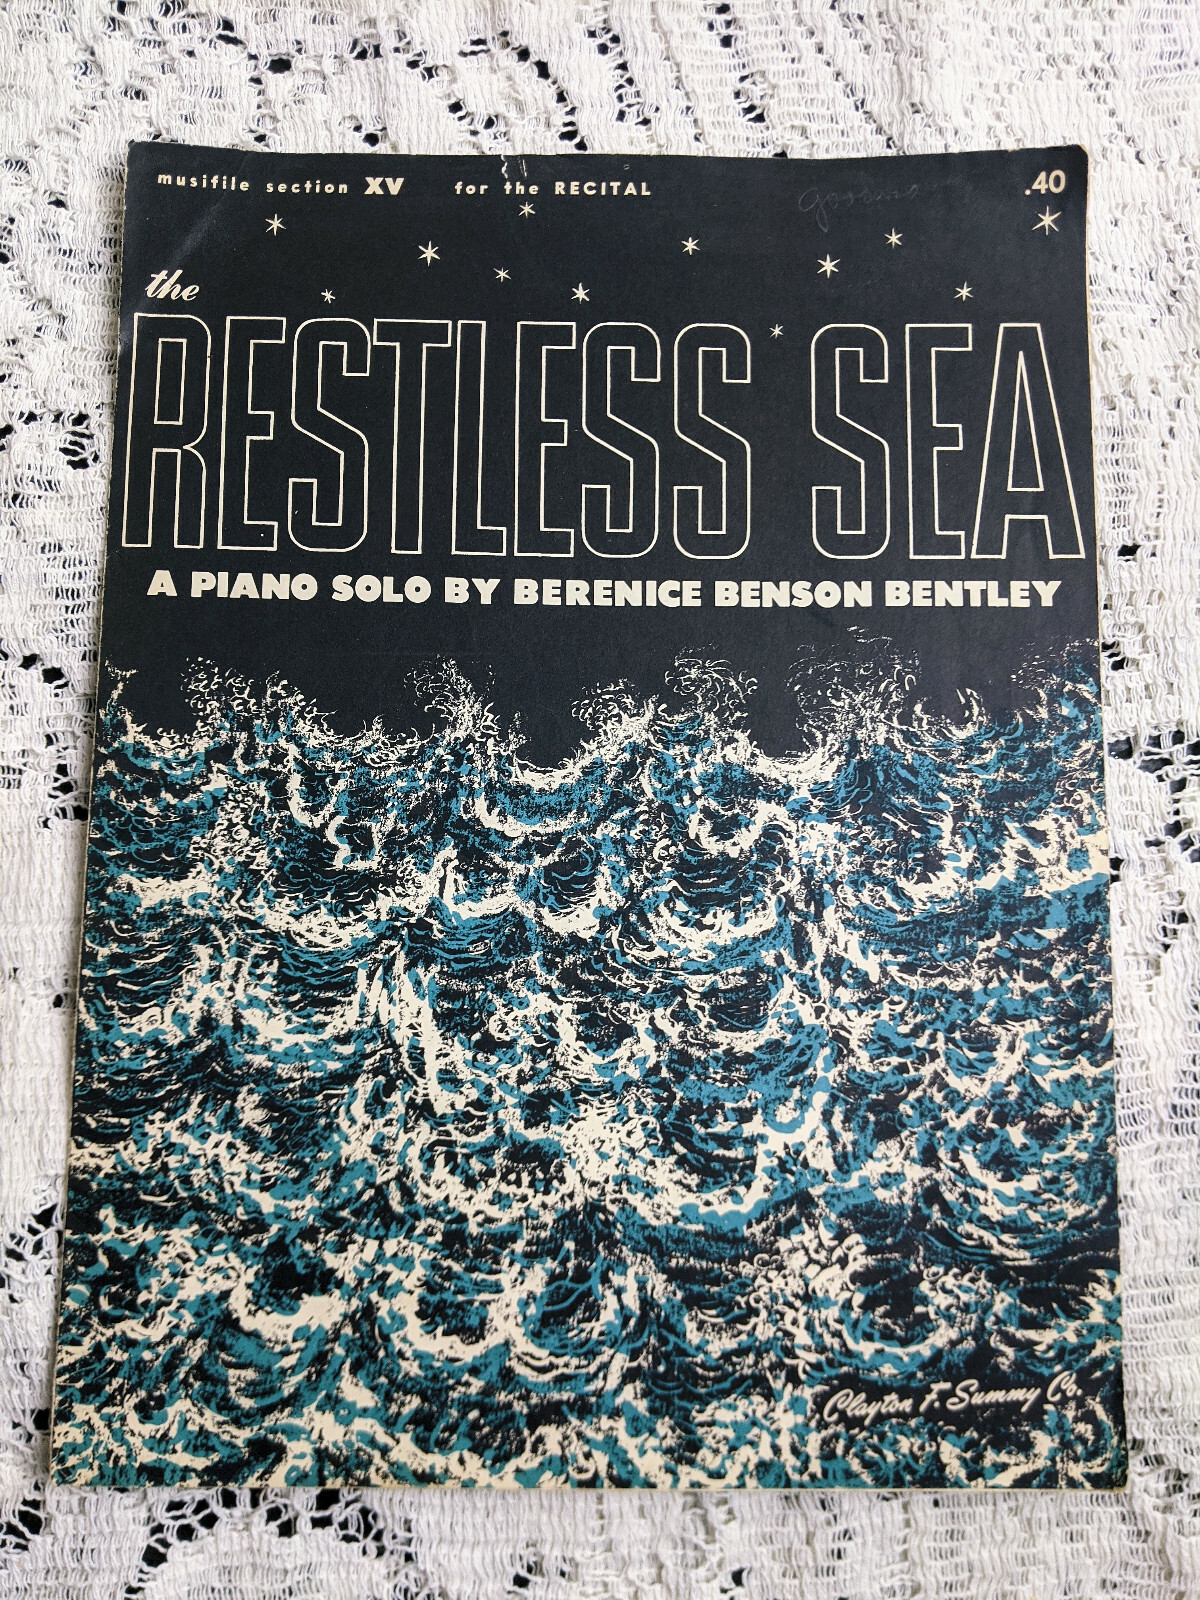 musifile section XV for the RECITAL .40
the
RESTLESS SEA
A PIANO SOLO BY BERENICE BENSON BENTLEY
Clayton F. Summy Co.